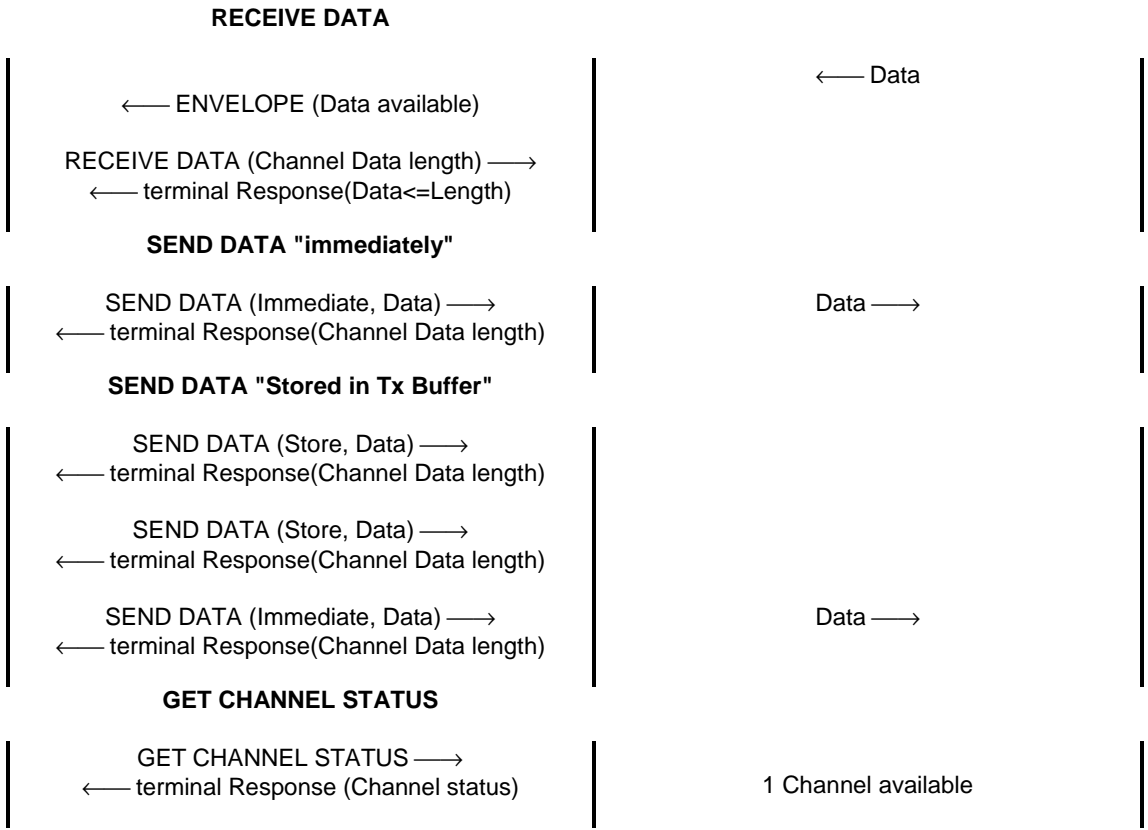 RECEIVE DATA
⟵ Data
⟵ ENVELOPE (Data available)
RECEIVE DATA (Channel Data length) ⟶
⟵ terminal Response(Data<=Length)
SEND DATA "immediately"
SEND DATA (Immediate, Data) ⟶
Data ⟶
⟵ terminal Response(Channel Data length)
SEND DATA "Stored in Tx Buffer"
SEND DATA (Store, Data) ⟶
⟵ terminal Response(Channel Data length)
SEND DATA (Store, Data) ⟶
⟵ terminal Response(Channel Data length)
SEND DATA (Immediate, Data) ⟶
Data ⟶
⟵ terminal Response(Channel Data length)
GET CHANNEL STATUS
GET CHANNEL STATUS ⟶
⟵ terminal Response (Channel status)
1 Channel available